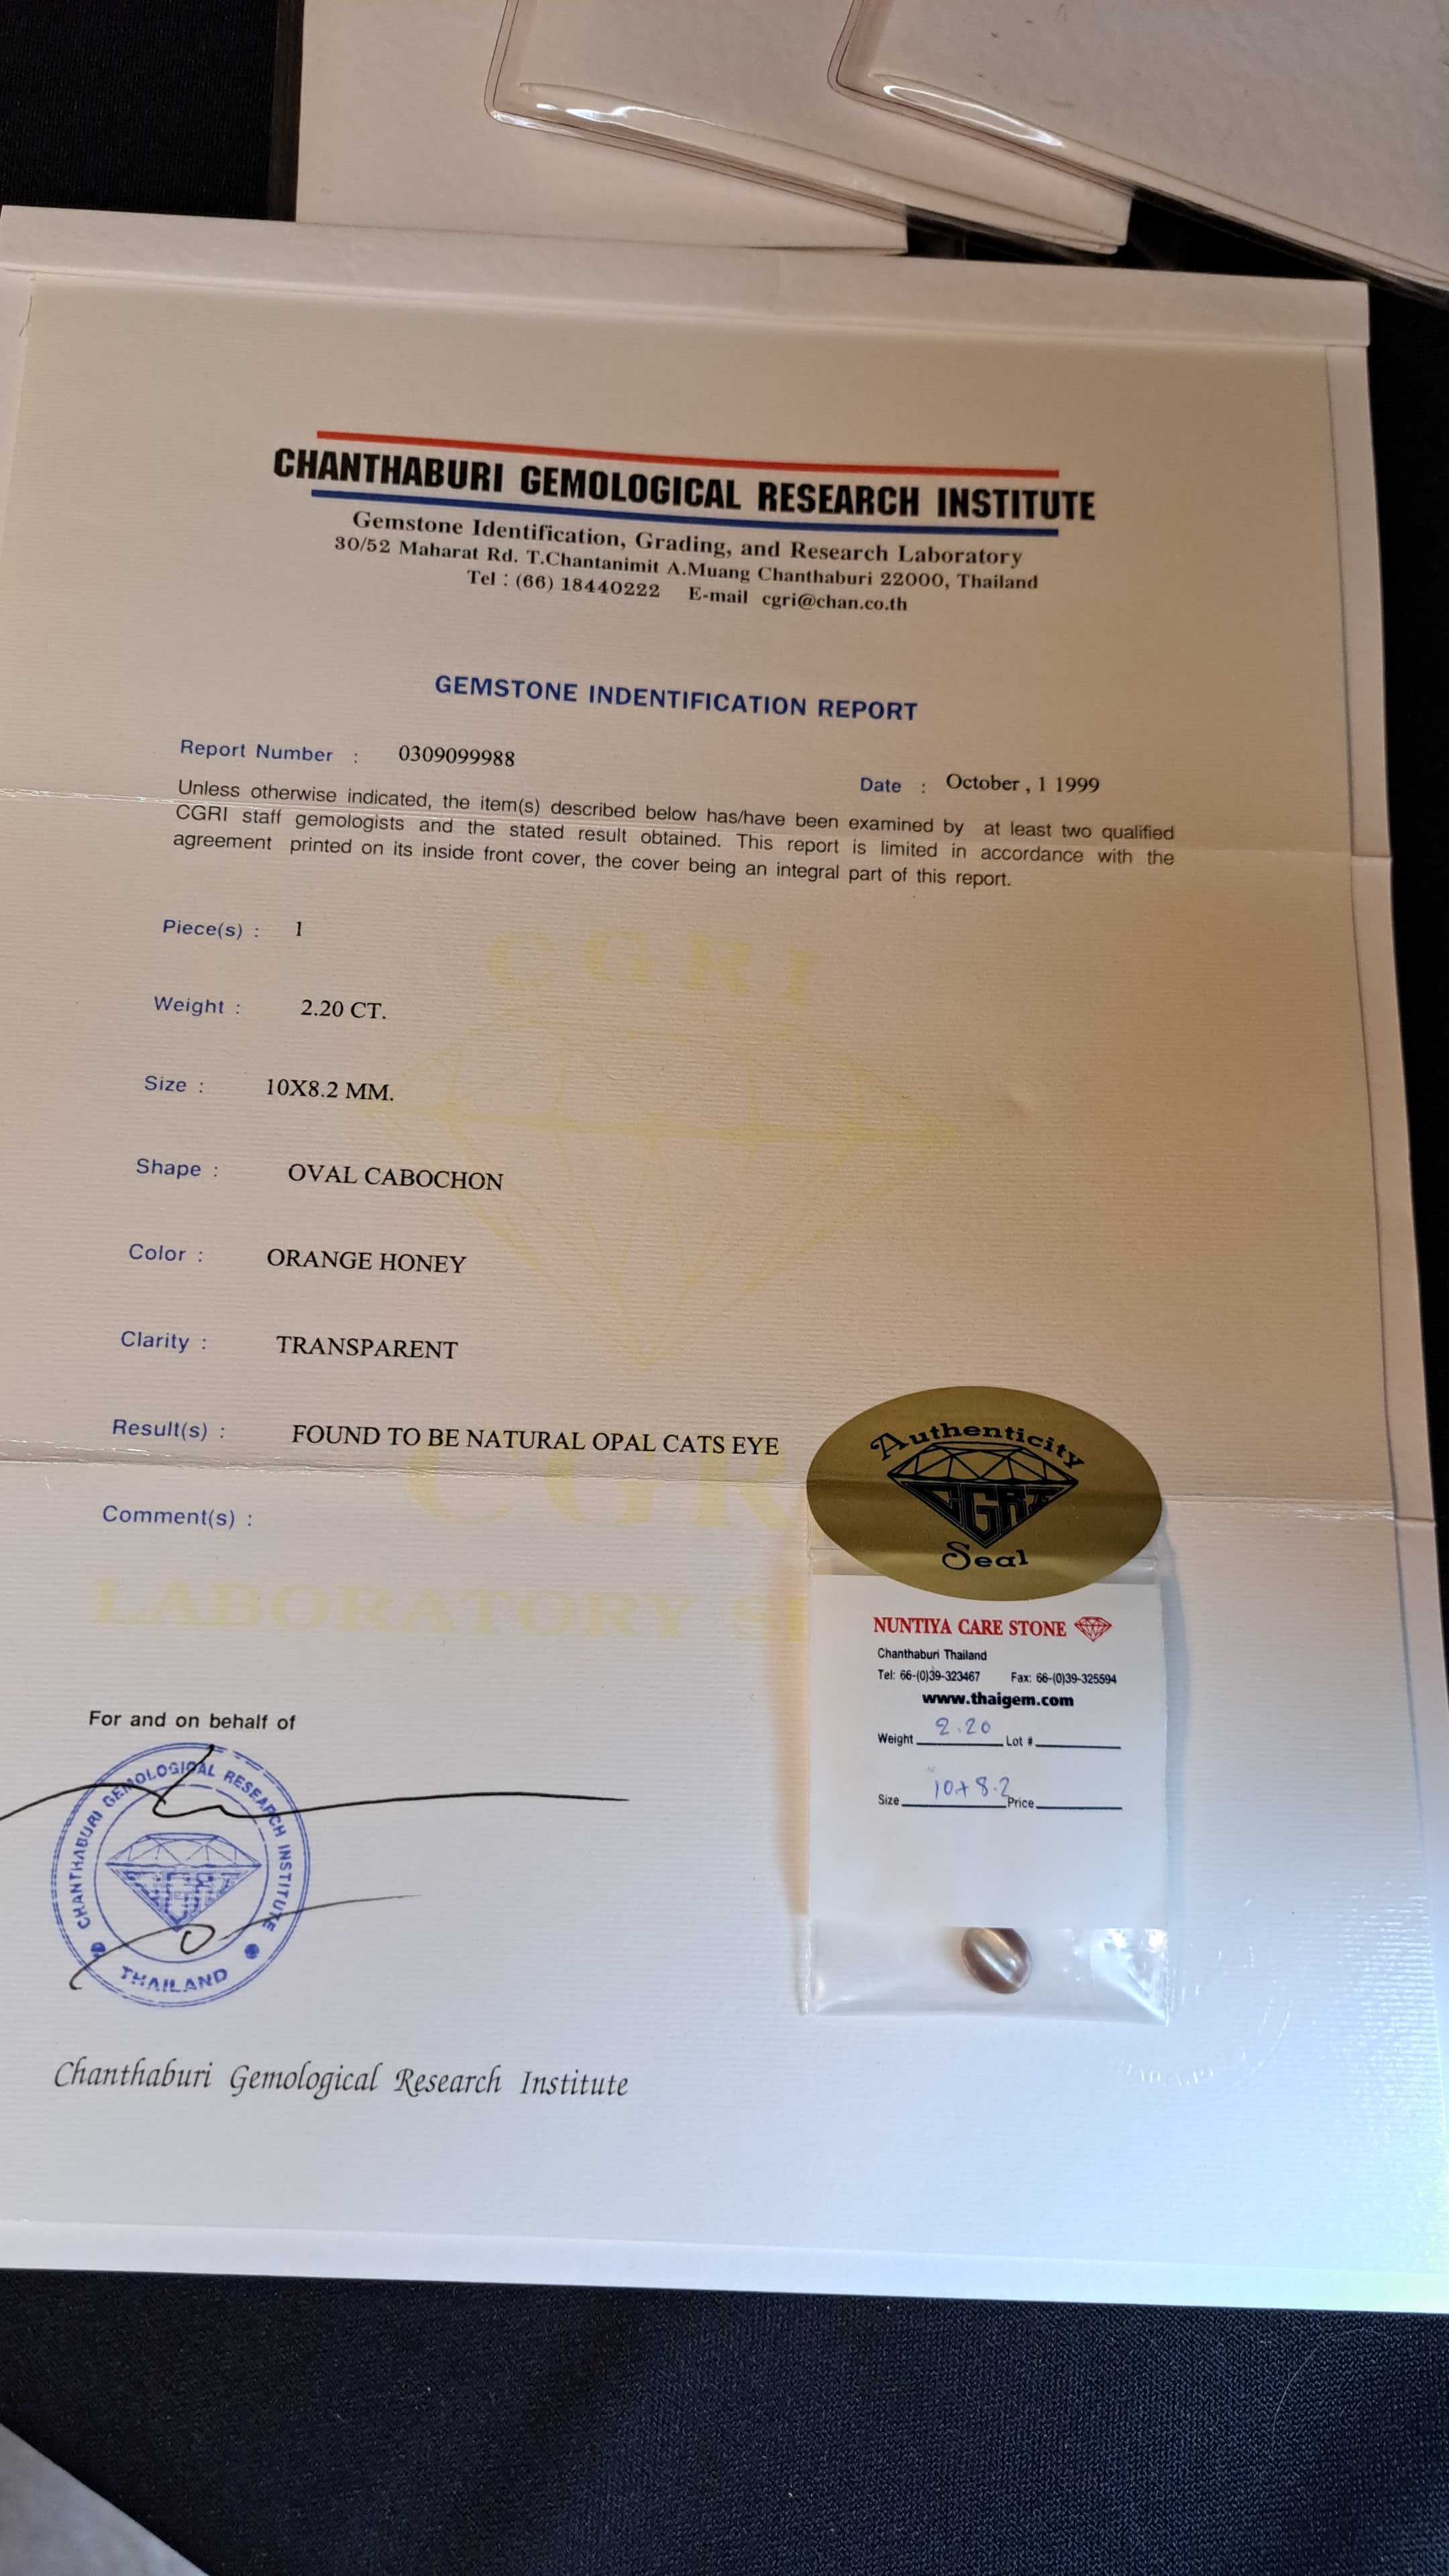 CHANTHABURI GEMOLOGICAL RESEARCH INSTITUTE
Gemstone Identification, Grading, and Research Laboratory
30/52 Maharat Rd. T.Chantanimit A.Muang Chanthaburi 22000, Thailand
Tel : (66) 18440222 E-mail cgri@chan.co.th
GEMSTONE INDENTIFICATION REPORT
Report Number : 0309099988
Date : October , 1 1999
Unless otherwise indicated, the item(s) described below has/have been examined by at least two qualified
CGRI staff gemologists and the stated result obtained. This report is limited in accordance with the
agreement printed on its inside front cover, the cover being an integral part of this report.
Piece(s) : 1
CGRI
Weight : 2.20 CT.
Size : 10X8.2 MM.
Shape : OVAL CABOCHON
Color : ORANGE HONEY
Clarity : TRANSPARENT
Result(s) : FOUND TO BE NATURAL OPAL CATS EYE
Comment(s) :
LABORATORY
Authenticity
CGRI
Seal
NUNTIYA CARE STONE
Chanthaburi Thailand
Tel: 66-(0)39-323467 Fax: 66-(0)39-325594
www.thaigem.com
Weight 2.20 Lot #
Size 10+8.2 Price
For and on behalf of
CHANTHABURI GEMOLOGICAL RESEARCH INSTITUTE
THAILAND
Chanthaburi Gemological Research Institute